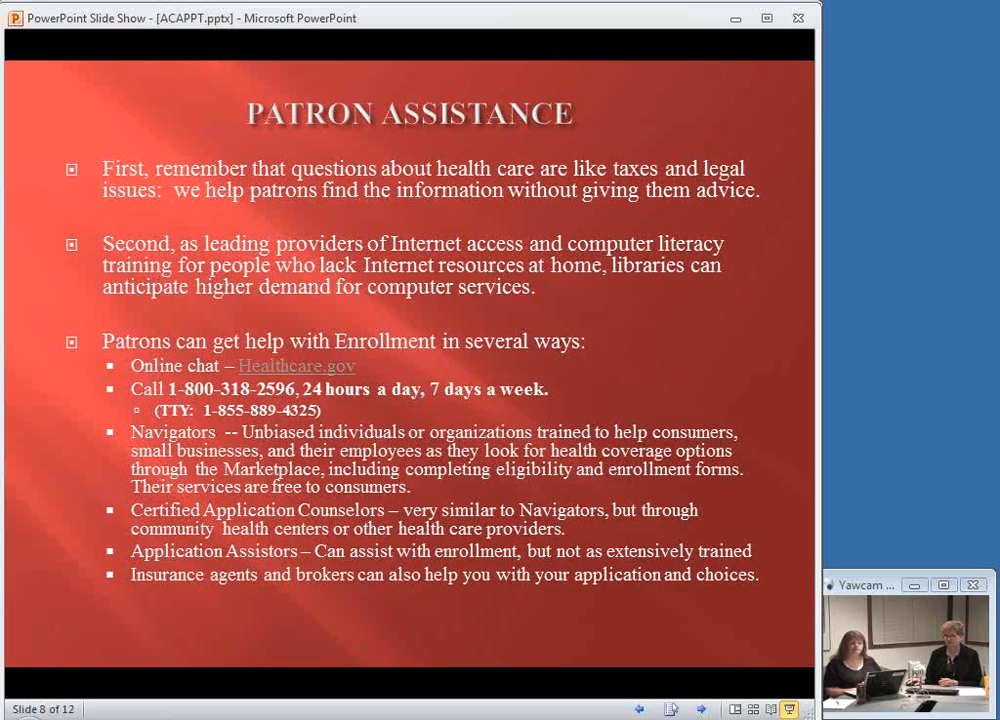 PowerPoint Slide Show - [ACAPPT.pptx] - Microsoft PowerPoint
PATRON ASSISTANCE
First, remember that questions about health care are like taxes and legal
issues: we help patrons find the information without giving them advice.
Second, as leading providers of Internet access and computer literacy
training for people who lack Internet resources at home, libraries can
anticipate higher demand for computer services.
Patrons can get help with Enrollment in several ways:
Online chat – Healthcare.gov
Call 1-800-318-2596, 24 hours a day, 7 days a week.
(TTY: 1-855-889-4325)
Navigators -- Unbiased individuals or organizations trained to help consumers,
small businesses, and their employees as they look for health coverage options
through the Marketplace, including completing eligibility and enrollment forms.
Their services are free to consumers.
Certified Application Counselors – very similar to Navigators, but through
community health centers or other health care providers.
Application Assistors – Can assist with enrollment, but not as extensively trained
Insurance agents and brokers can also help you with your application and choices.
Yawcam ...
Slide 8 of 12